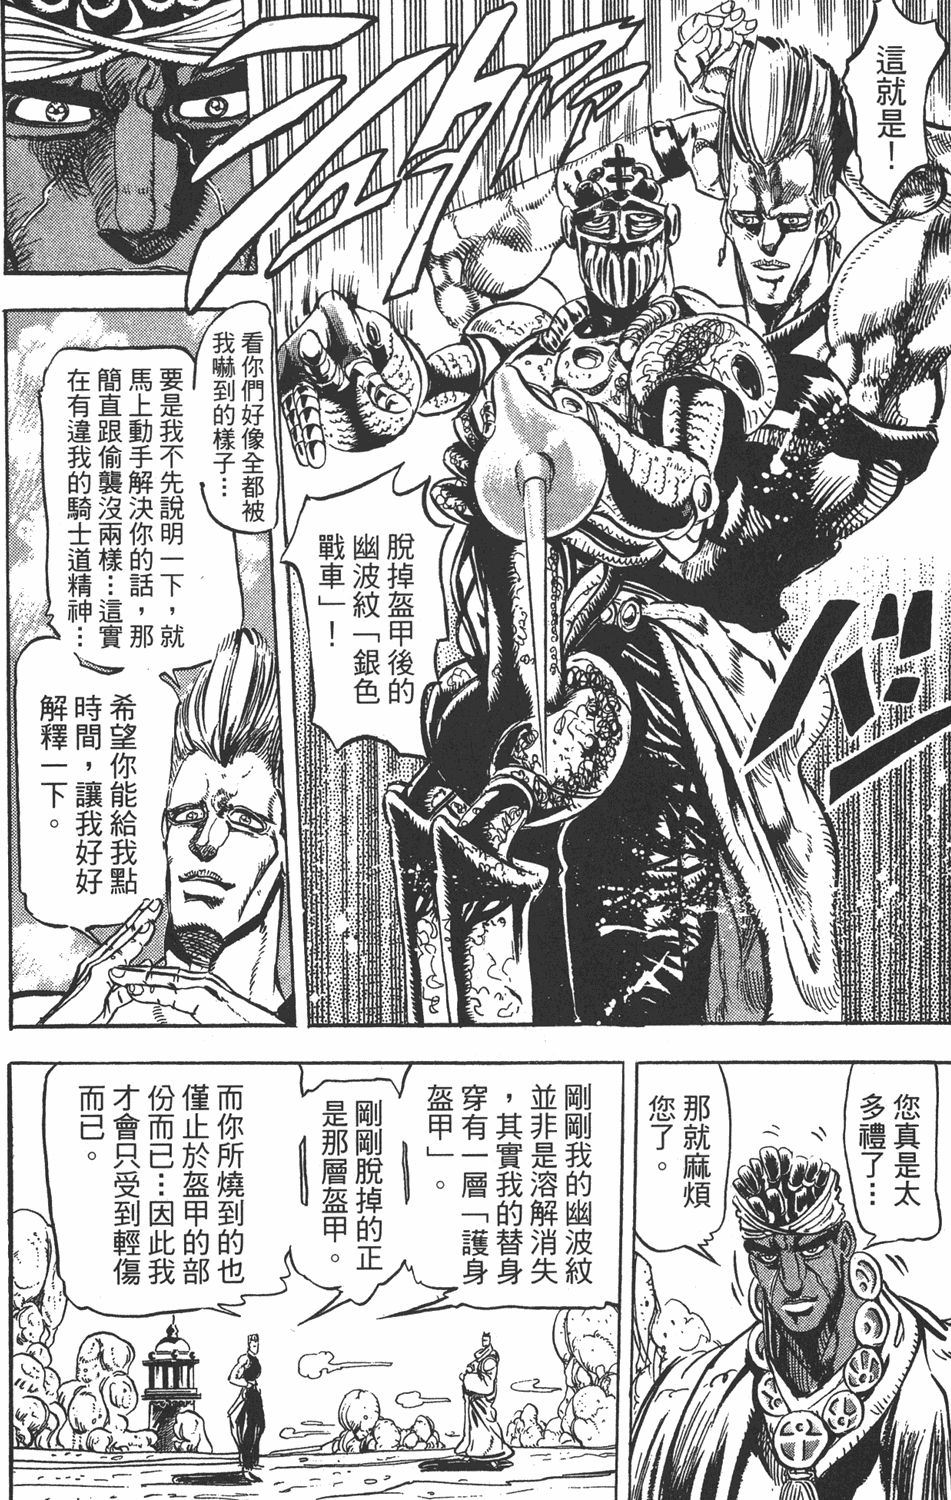 這就是！
シュゥアァ
脫掉盔甲後的
幽波紋「銀色
戰車」！
バン
看你們好像全都被
我嚇到的樣子…
要是我不先說明一下，就
馬上動手解決你的話，那
簡直跟偷襲沒兩樣…這實
在有違我的騎士道精神…
希望你能給我點
時間，讓我好好
解釋一下。
您真是太
多禮了…
那就麻煩
您了。
剛剛我的幽波紋
並非是溶解消失
，其實我的替身
穿有一層「護身
盔甲」。
剛剛脫掉的正
是那層盔甲。
而你所燒到的也
僅止於盔甲的部
份而已…因此我
才會只受到輕傷
而已。